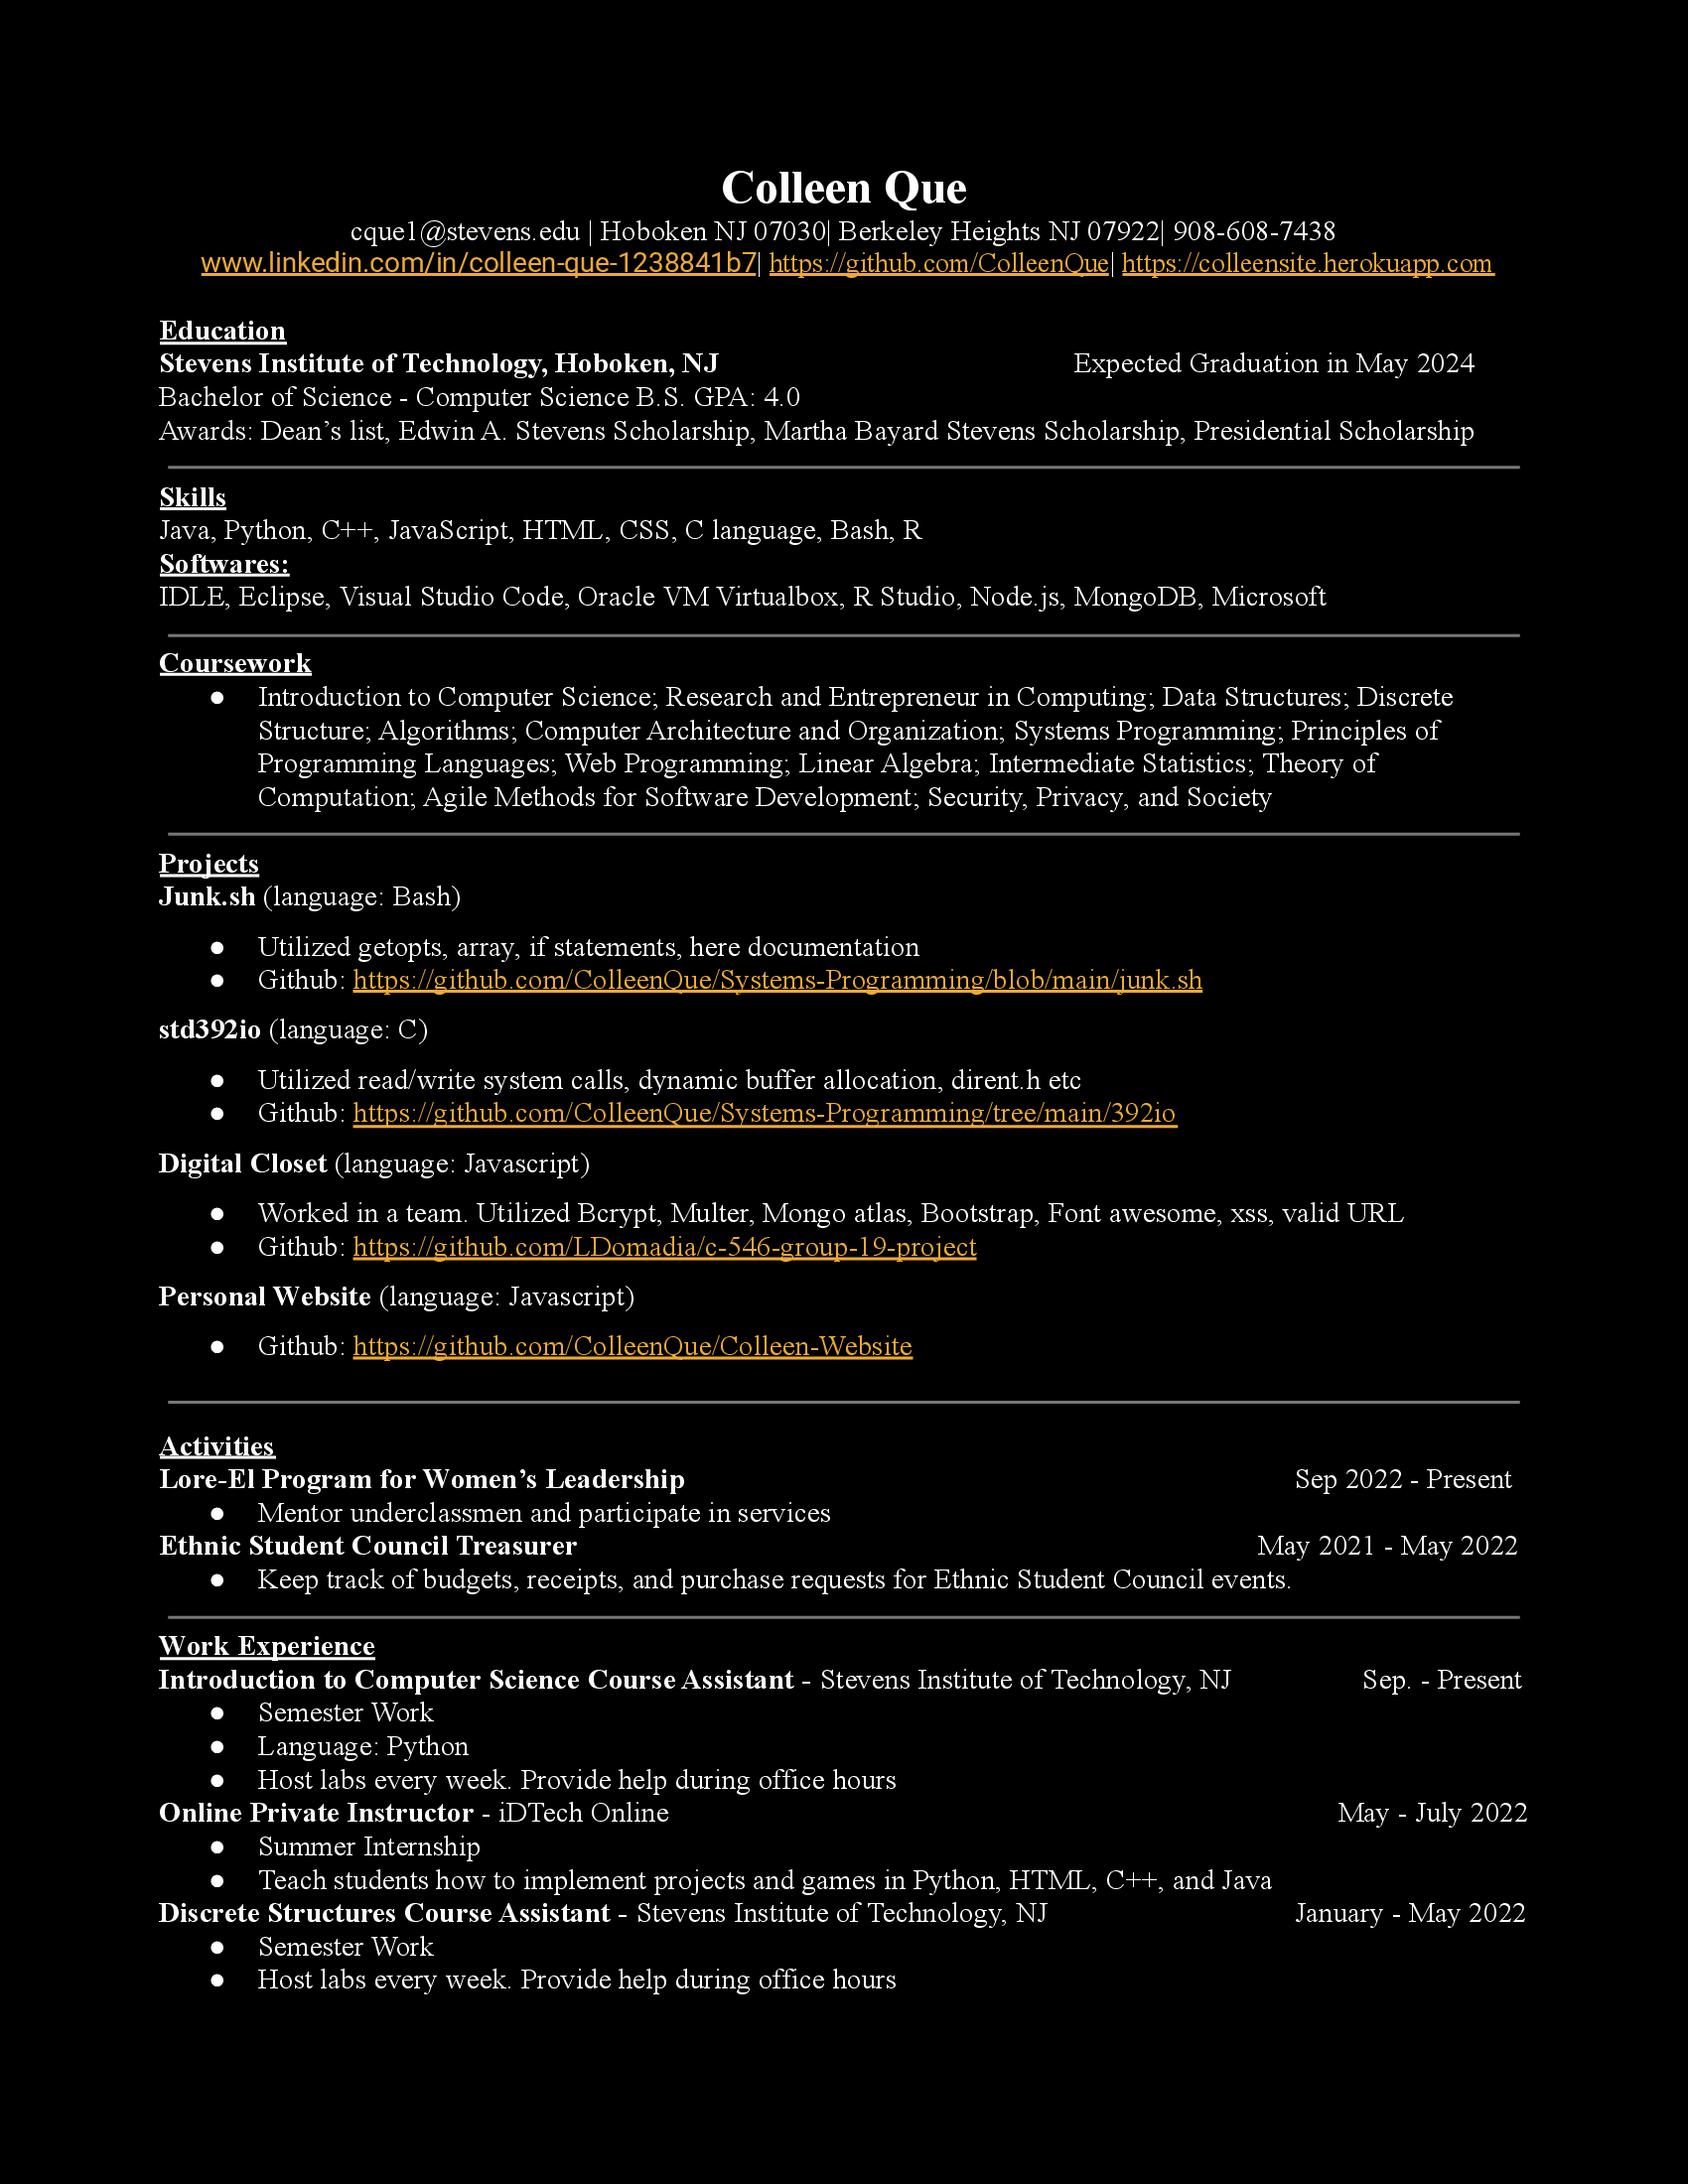 Colleen Que
cque1@stevens.edu | Hoboken NJ 07030| Berkeley Heights NJ 07922| 908-608-7438
www.linkedin.com/in/colleen-que-1238841b7| https://github.com/ColleenQue| https://colleensite.herokuapp.com
Education
Stevens Institute of Technology, Hoboken, NJ Expected Graduation in May 2024
Bachelor of Science - Computer Science B.S. GPA: 4.0
Awards: Dean’s list, Edwin A. Stevens Scholarship, Martha Bayard Stevens Scholarship, Presidential Scholarship
Skills
Java, Python, C++, JavaScript, HTML, CSS, C language, Bash, R
Softwares:
IDLE, Eclipse, Visual Studio Code, Oracle VM Virtualbox, R Studio, Node.js, MongoDB, Microsoft
Coursework
● Introduction to Computer Science; Research and Entrepreneur in Computing; Data Structures; Discrete
Structure; Algorithms; Computer Architecture and Organization; Systems Programming; Principles of
Programming Languages; Web Programming; Linear Algebra; Intermediate Statistics; Theory of
Computation; Agile Methods for Software Development; Security, Privacy, and Society
Projects
Junk.sh (language: Bash)
● Utilized getopts, array, if statements, here documentation
● Github: https://github.com/ColleenQue/Systems-Programming/blob/main/junk.sh
std392io (language: C)
● Utilized read/write system calls, dynamic buffer allocation, dirent.h etc
● Github: https://github.com/ColleenQue/Systems-Programming/tree/main/392io
Digital Closet (language: Javascript)
● Worked in a team. Utilized Bcrypt, Multer, Mongo atlas, Bootstrap, Font awesome, xss, valid URL
● Github: https://github.com/LDomadia/c-546-group-19-project
Personal Website (language: Javascript)
● Github: https://github.com/ColleenQue/Colleen-Website
Activities
Lore-El Program for Women’s Leadership Sep 2022 - Present
● Mentor underclassmen and participate in services
Ethnic Student Council Treasurer May 2021 - May 2022
● Keep track of budgets, receipts, and purchase requests for Ethnic Student Council events.
Work Experience
Introduction to Computer Science Course Assistant - Stevens Institute of Technology, NJ Sep. - Present
● Semester Work
● Language: Python
● Host labs every week. Provide help during office hours
Online Private Instructor - iDTech Online May - July 2022
● Summer Internship
● Teach students how to implement projects and games in Python, HTML, C++, and Java
Discrete Structures Course Assistant - Stevens Institute of Technology, NJ January - May 2022
● Semester Work
● Host labs every week. Provide help during office hours